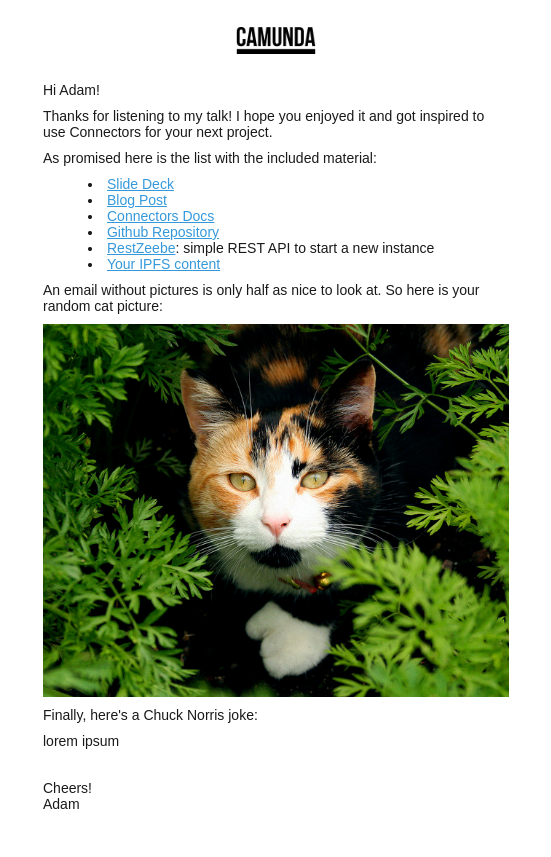 CAMUNDA
Hi Adam!
Thanks for listening to my talk! I hope you enjoyed it and got inspired to
use Connectors for your next project.
As promised here is the list with the included material:
Slide Deck
Blog Post
Connectors Docs
Github Repository
RestZeebe: simple REST API to start a new instance
Your IPFS content
An email without pictures is only half as nice to look at. So here is your
random cat picture:
Finally, here's a Chuck Norris joke:
lorem ipsum
Cheers!
Adam